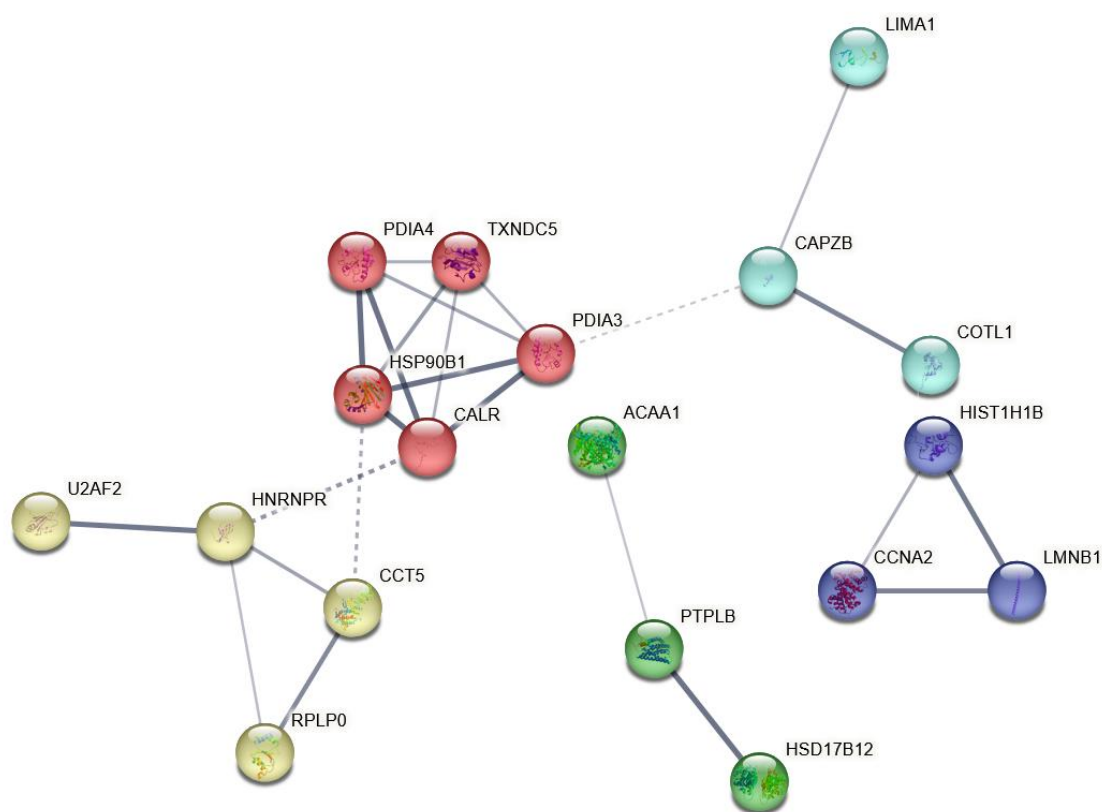 LIMA1
PDIA4
TXNDC5
CAPZB
PDIA3
COTL1
HSP90B1
CALR
ACAA1
HIST1H1B
U2AF2
HNRNPR
CCT5
CCNA2
LMNB1
PTPLB
RPLP0
HSD17B12